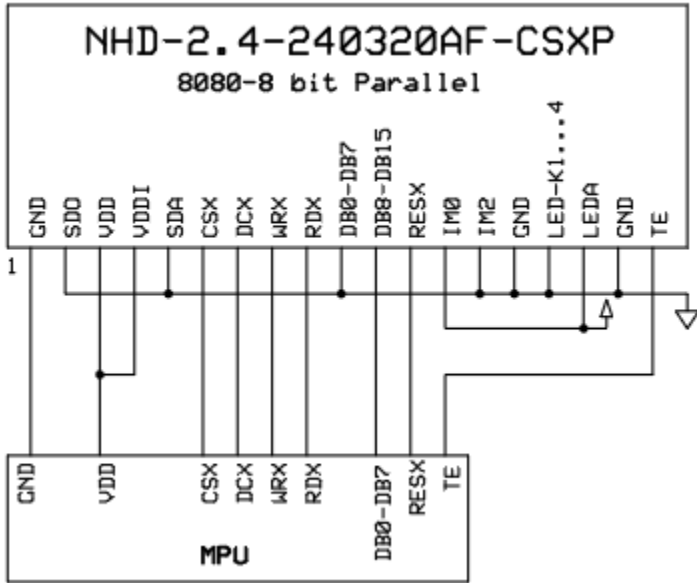 NHD-2.4-240320AF-CSXP
8080-8 bit Parallel
GND
SDO
VDD
VDDI
SDA
CSX
DCX
WRX
RDX
DB0-DB7
DB8-DB15
RESX
IM0
IM2
GND
LED-K1...4
LEDA
GND
TE
1
GND
VDD
CSX
DCX
WRX
RDX
DB0-DB7
RESX
TE
MPU